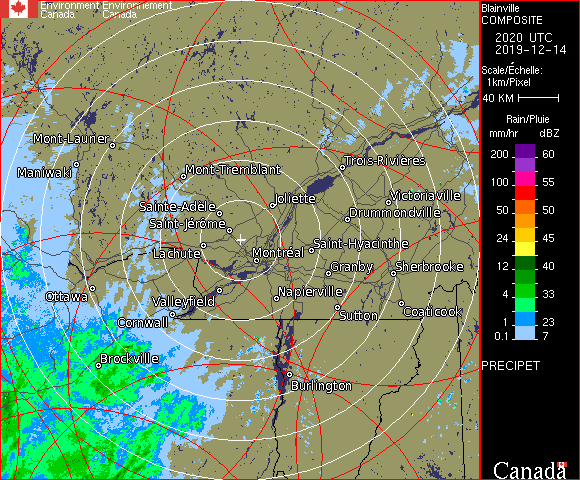 Environment Environnement
Canada Canada
Blainville
COMPOSITE
2020 UTC
2019-12-14
Scale/Échelle:
1km/Pixel
40 KM
Rain/Pluie
mm/hr dBZ
200 60
100 55
50 50
24 45
12 40
4 33
1 23
0.1 7
PRECIPET
Canada
Mont-Laurier
Maniwaki
Mont-Tremblant
Trois-Rivières
Sainte-Adèle
Joliette
Victoriaville
Saint-Jérôme
Drummondville
Lachute
Montréal
Saint-Hyacinthe
Granby
Sherbrooke
Ottawa
Valleyfield
Napierville
Cornwall
Sutton
Coaticook
Brockville
Burlington